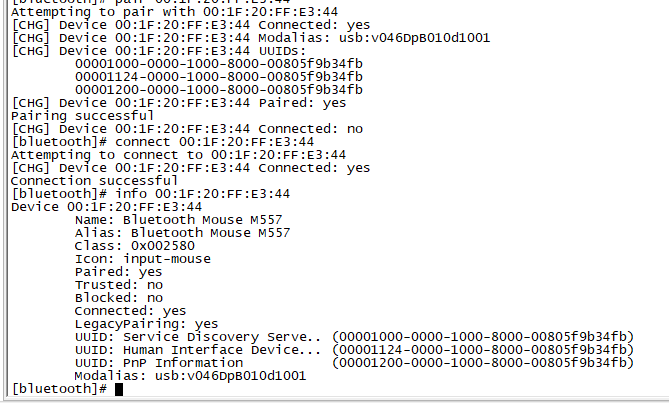 [bluetooth]# pair 00:1F:20:FF:E3:44
Attempting to pair with 00:1F:20:FF:E3:44
[CHG] Device 00:1F:20:FF:E3:44 Connected: yes
[CHG] Device 00:1F:20:FF:E3:44 Modalias: usb:v046DpB010d1001
[CHG] Device 00:1F:20:FF:E3:44 UUIDs:
00001000-0000-1000-8000-00805f9b34fb
00001124-0000-1000-8000-00805f9b34fb
00001200-0000-1000-8000-00805f9b34fb
[CHG] Device 00:1F:20:FF:E3:44 Paired: yes
Pairing successful
[CHG] Device 00:1F:20:FF:E3:44 Connected: no
[bluetooth]# connect 00:1F:20:FF:E3:44
Attempting to connect to 00:1F:20:FF:E3:44
[CHG] Device 00:1F:20:FF:E3:44 Connected: yes
Connection successful
[bluetooth]# info 00:1F:20:FF:E3:44
Device 00:1F:20:FF:E3:44
Name: Bluetooth Mouse M557
Alias: Bluetooth Mouse M557
Class: 0x002580
Icon: input-mouse
Paired: yes
Trusted: no
Blocked: no
Connected: yes
LegacyPairing: yes
UUID: Service Discovery Serve.. (00001000-0000-1000-8000-00805f9b34fb)
UUID: Human Interface Device... (00001124-0000-1000-8000-00805f9b34fb)
UUID: PnP Information (00001200-0000-1000-8000-00805f9b34fb)
Modalias: usb:v046DpB010d1001
[bluetooth]#